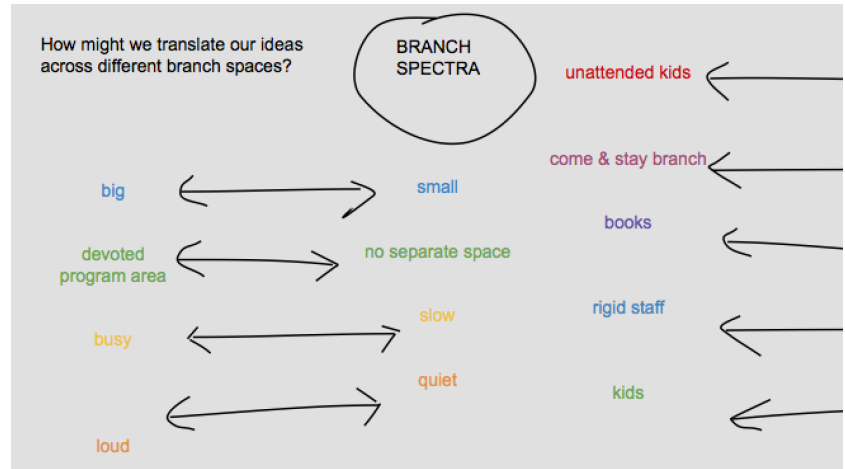 How might we translate our ideas
across different branch spaces?
BRANCH
SPECTRA
unattended kids
come & stay branch
big
small
books
devoted
program area
no separate space
rigid staff
busy
slow
quiet
kids
loud